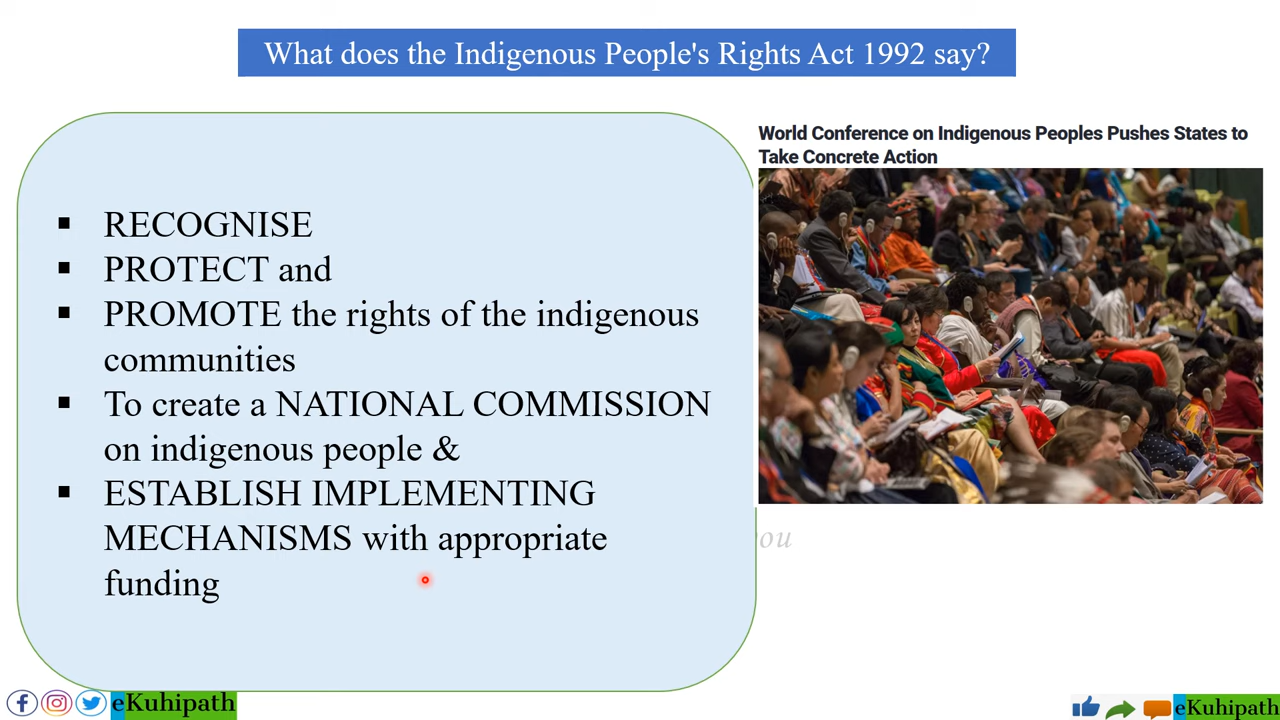 What does the Indigenous People's Rights Act 1992 say?
RECOGNISE
PROTECT and
PROMOTE the rights of the indigenous
communities
To create a NATIONAL COMMISSION
on indigenous people &
ESTABLISH IMPLEMENTING
MECHANISMS with appropriate
funding
World Conference on Indigenous Peoples Pushes States to
Take Concrete Action
ou
eKuhipath
eKuhipath